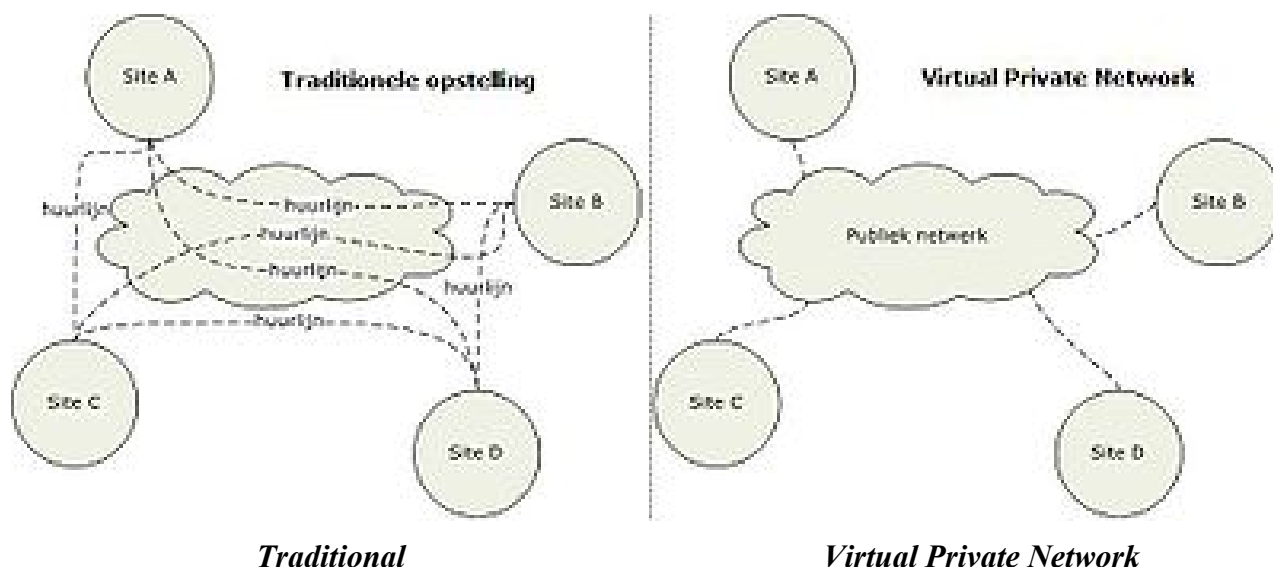 Site A
Traditionele opstelling
Site B
huurlijn
huurlijn
huurlijn
huurlijn
huurlijn
huurlijn
Site C
Site D
Site A
Virtual Private Network
Site B
Publiek netwerk
Site C
Site D
Traditional
Virtual Private Network